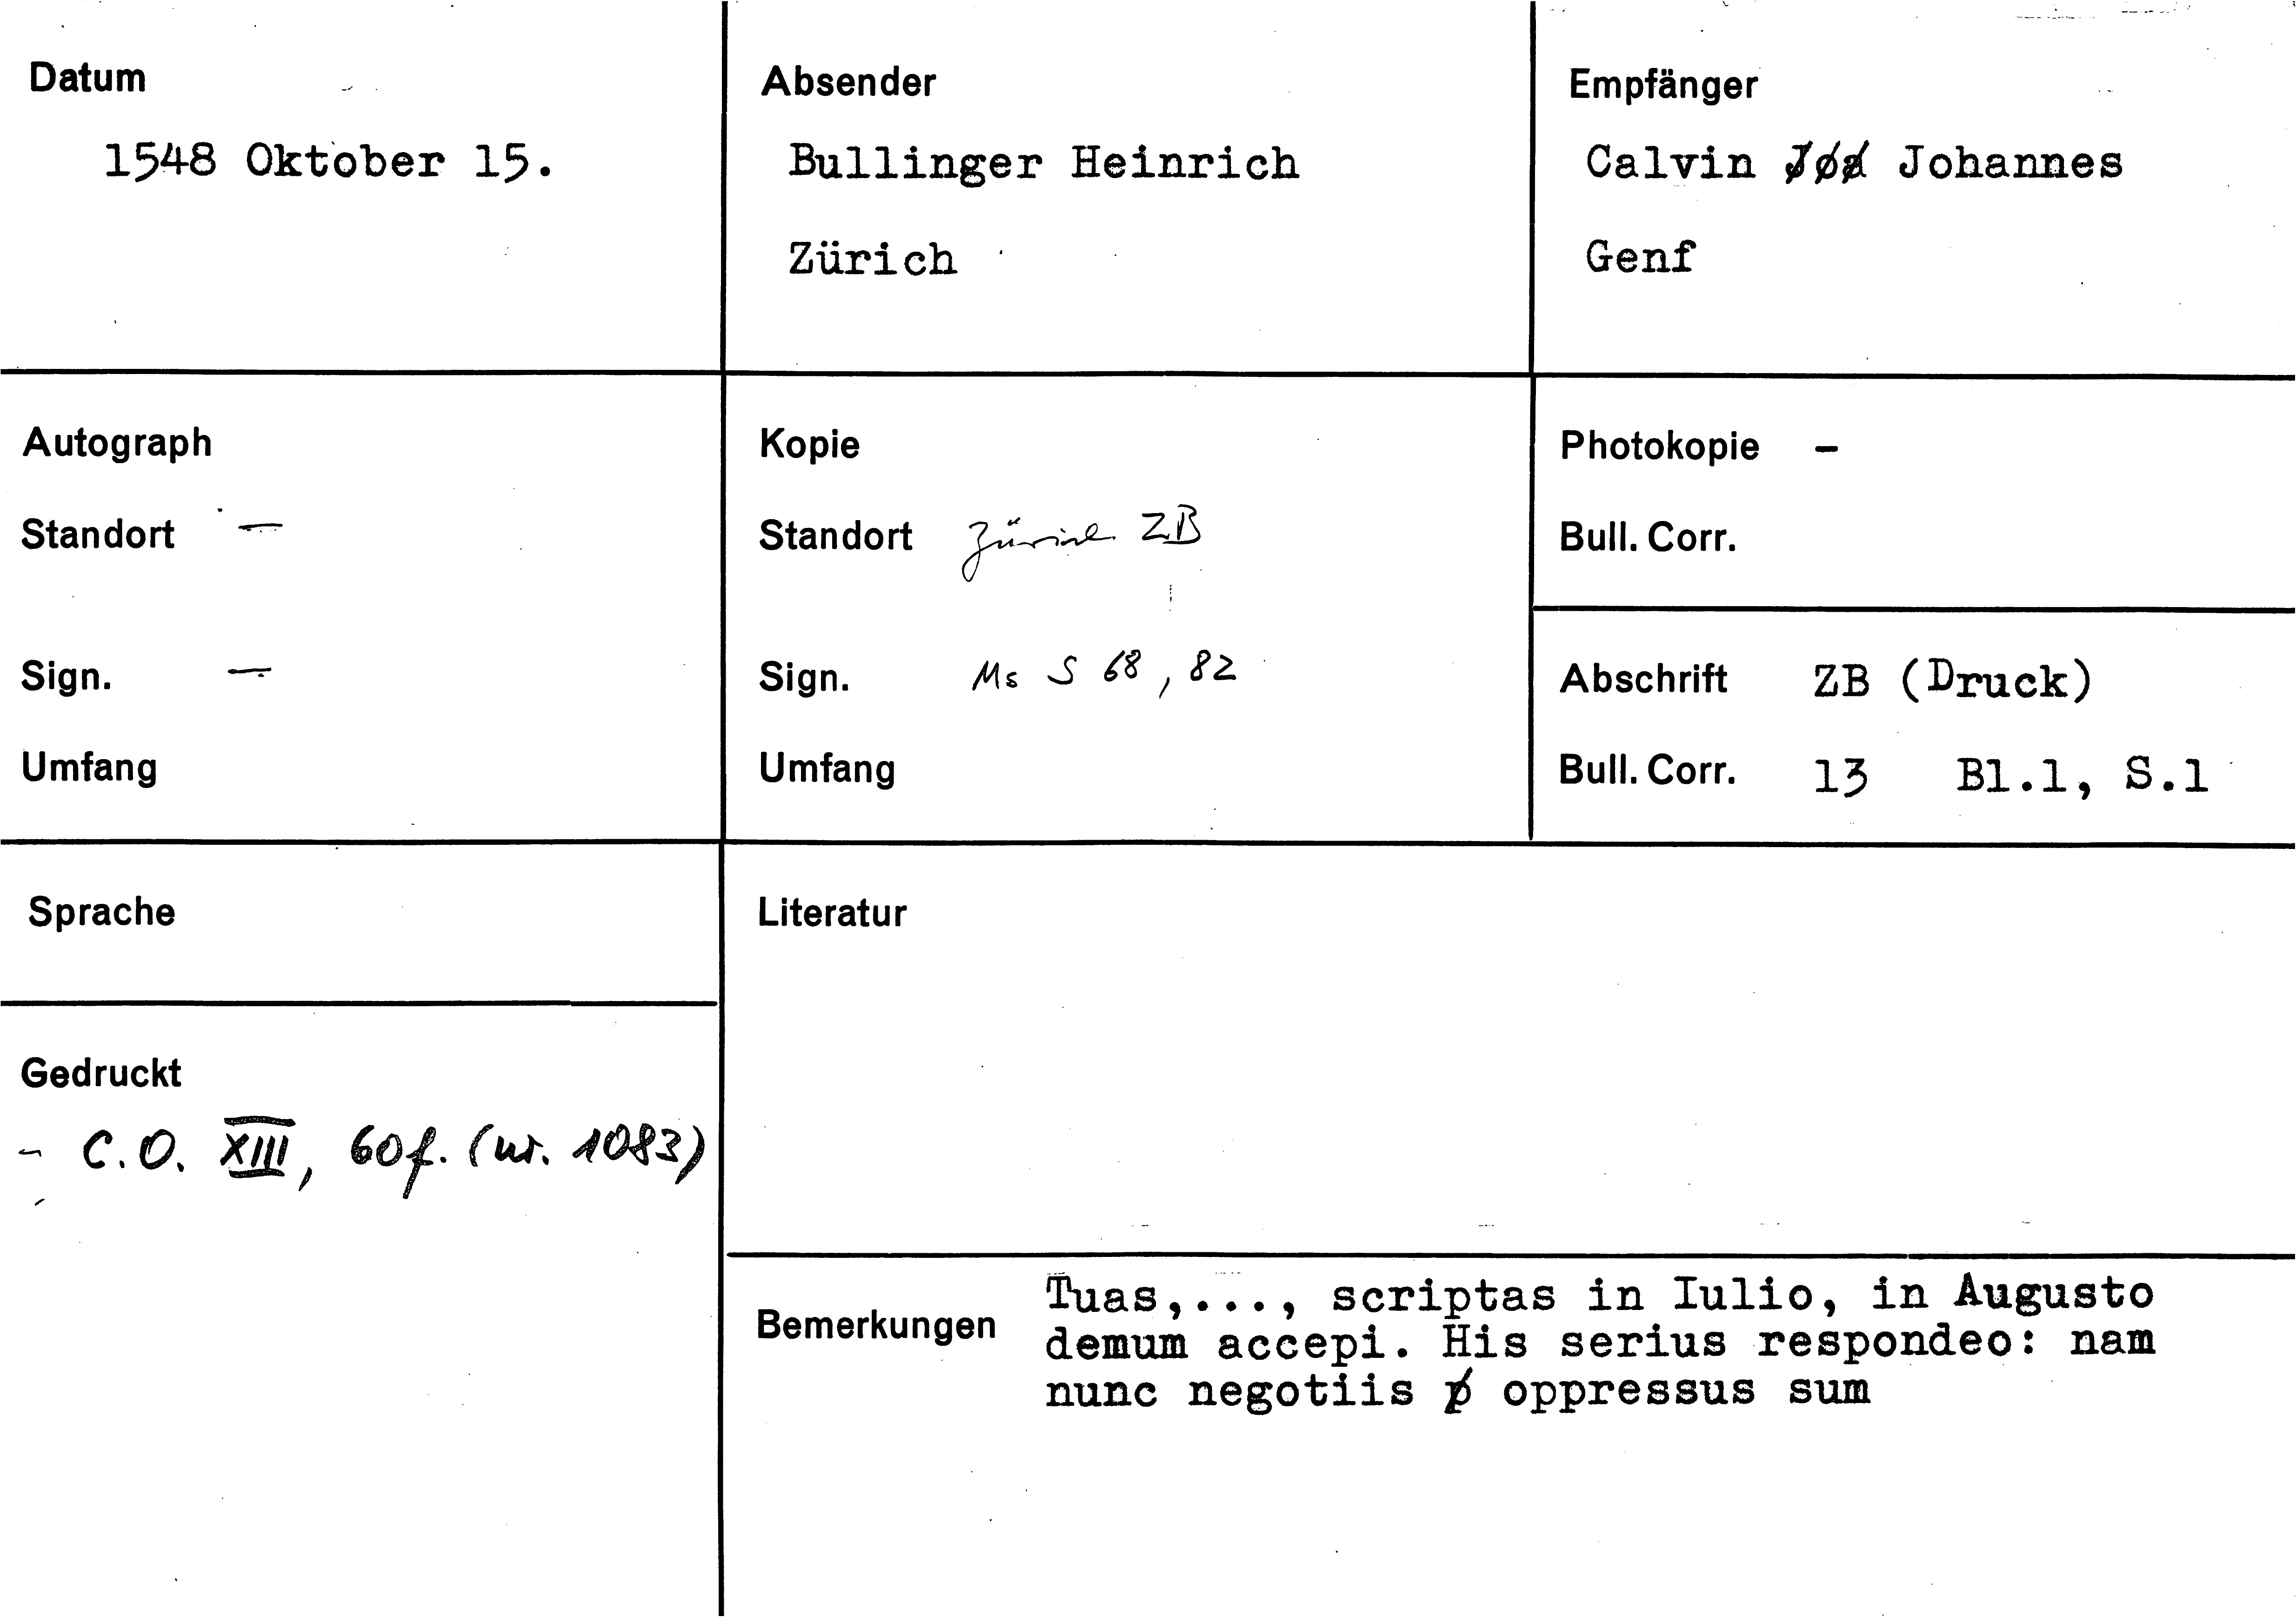 Datum
1548 Oktober 15.
Absender
Bullinger Heinrich
Zürich
Empfänger
Calvin Johannes
Genf
Autograph
Standort —
Sign. —
Umfang
Kopie
Standort Zürich ZB
Sign. Ms S 68, 82
Umfang
Photokopie -
Bull. Corr.
Abschrift ZB (Druck)
Bull. Corr. 13 Bl.1, S.1
Sprache
Literatur
Gedruckt
- C.O. XIII, 60f. (nr. 1083)
Bemerkungen
Tuas,..., scriptas in Iulio, in Augusto
demum accepi. His serius respondeo: nam
nunc negotiis oppressus sum